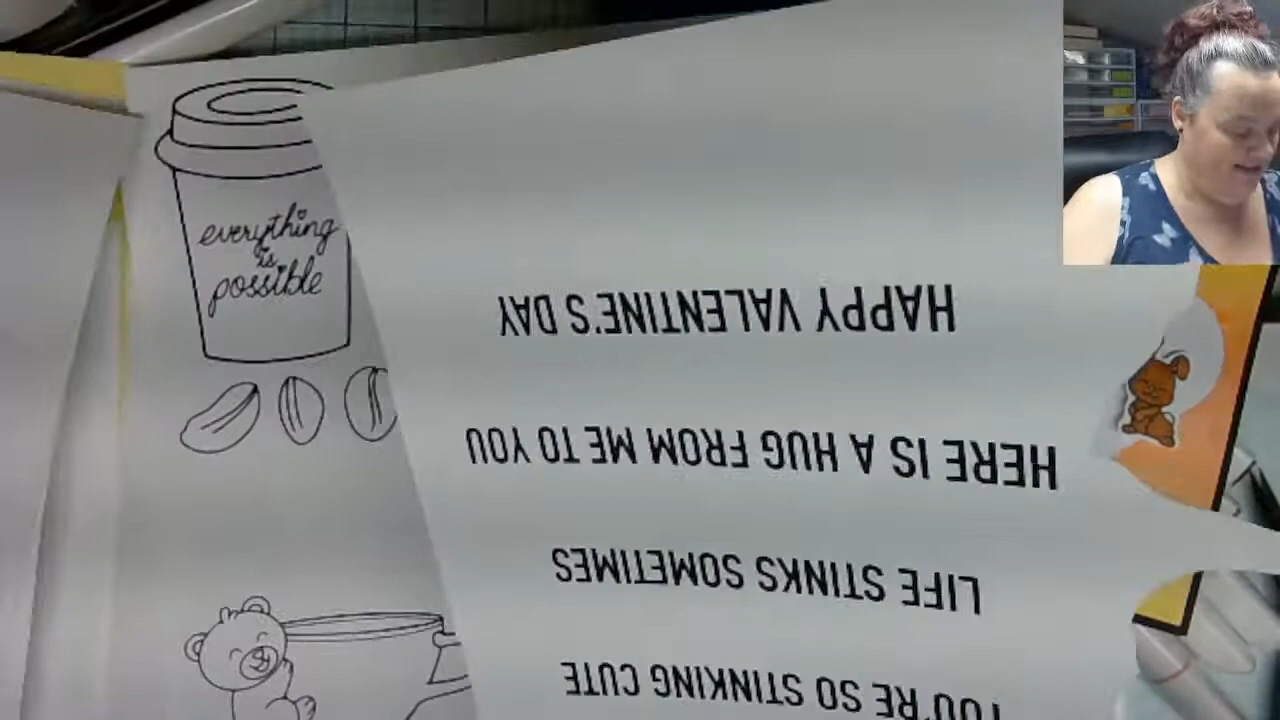 everything
is
possible
HAPPY VALENTINE'S DAY
HERE IS A HUG FROM ME TO YOU
LIFE STINKS SOMETIMES
YOU'RE SO STINKING CUTE